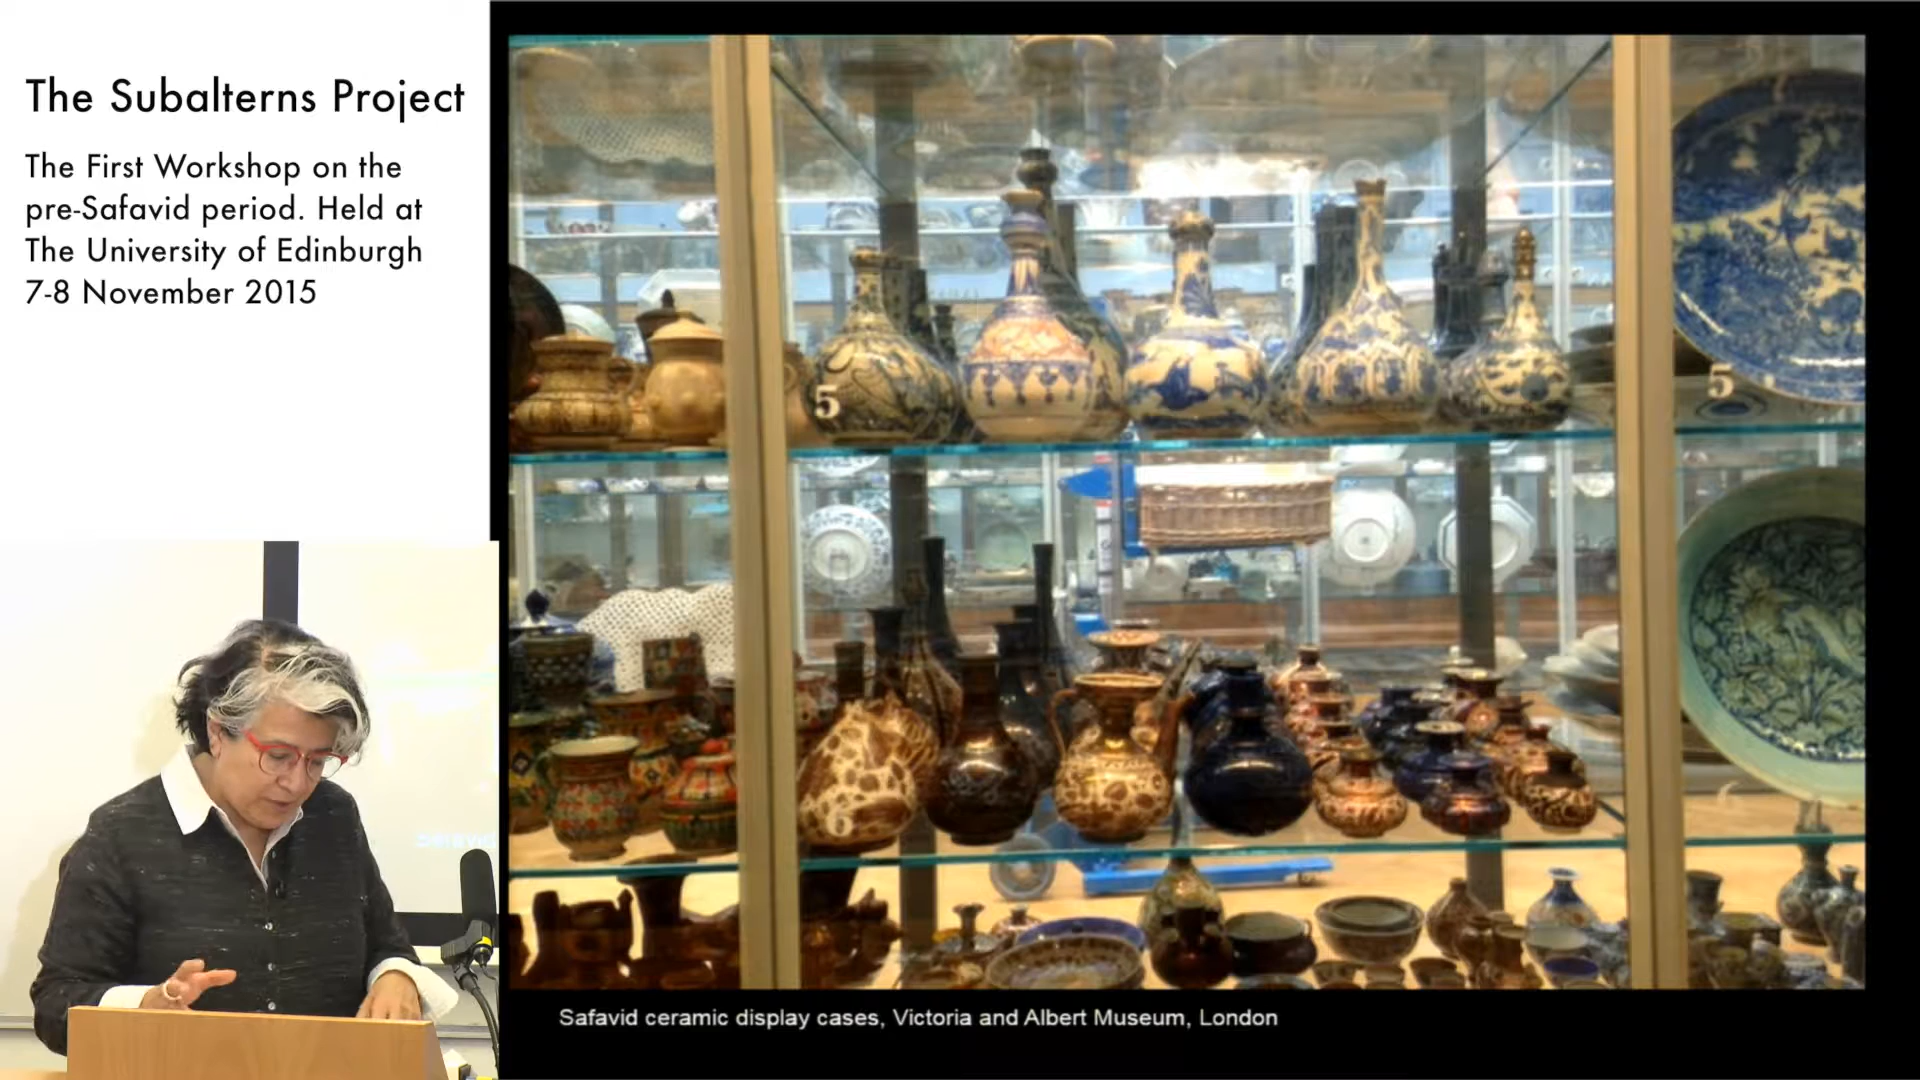 The Subalterns Project
The First Workshop on the
pre-Safavid period. Held at
The University of Edinburgh
7-8 November 2015
5
5
6
Safavid ceramic display cases, Victoria and Albert Museum, London